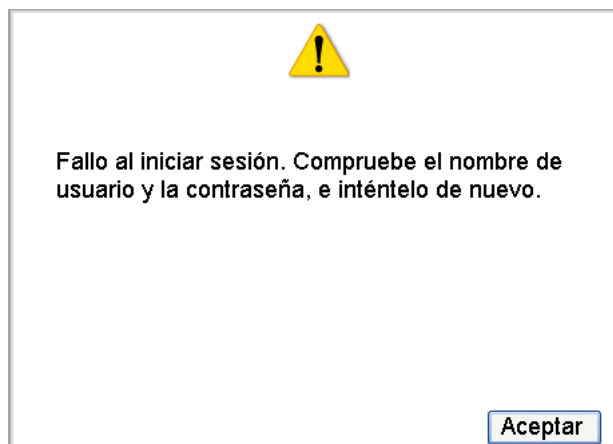 Fallo al iniciar sesión. Compruebe el nombre de
usuario y la contraseña, e inténtelo de nuevo.
Aceptar